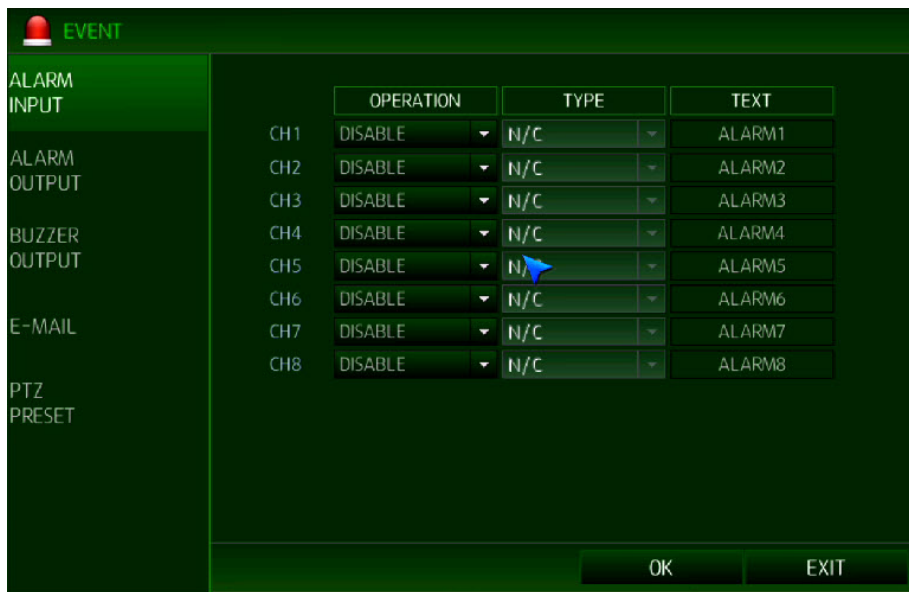 EVENT
ALARM
INPUT
ALARM
OUTPUT
BUZZER
OUTPUT
E-MAIL
PTZ
PRESET
OPERATION TYPE TEXT
CH1 DISABLE N/C ALARM1
CH2 DISABLE N/C ALARM2
CH3 DISABLE N/C ALARM3
CH4 DISABLE N/C ALARM4
CH5 DISABLE ALARM5
CH6 DISABLE N/C ALARM6
CH7 DISABLE N/C ALARM7
CH8 DISABLE N/C ALARM8
OK EXIT